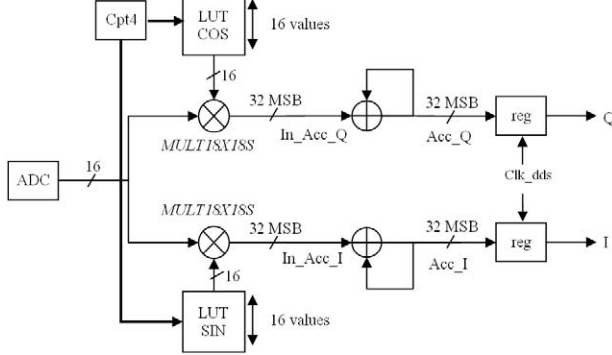 Cpt4
LUT
COS
16 values
16
32 MSB
32 MSB
reg
Q
In_Acc_Q
Acc_Q
MULT18X18S
16
ADC
Clk_dds
MULT18X18S
32 MSB
32 MSB
reg
I
In_Acc_I
Acc_I
16
LUT
SIN
16 values